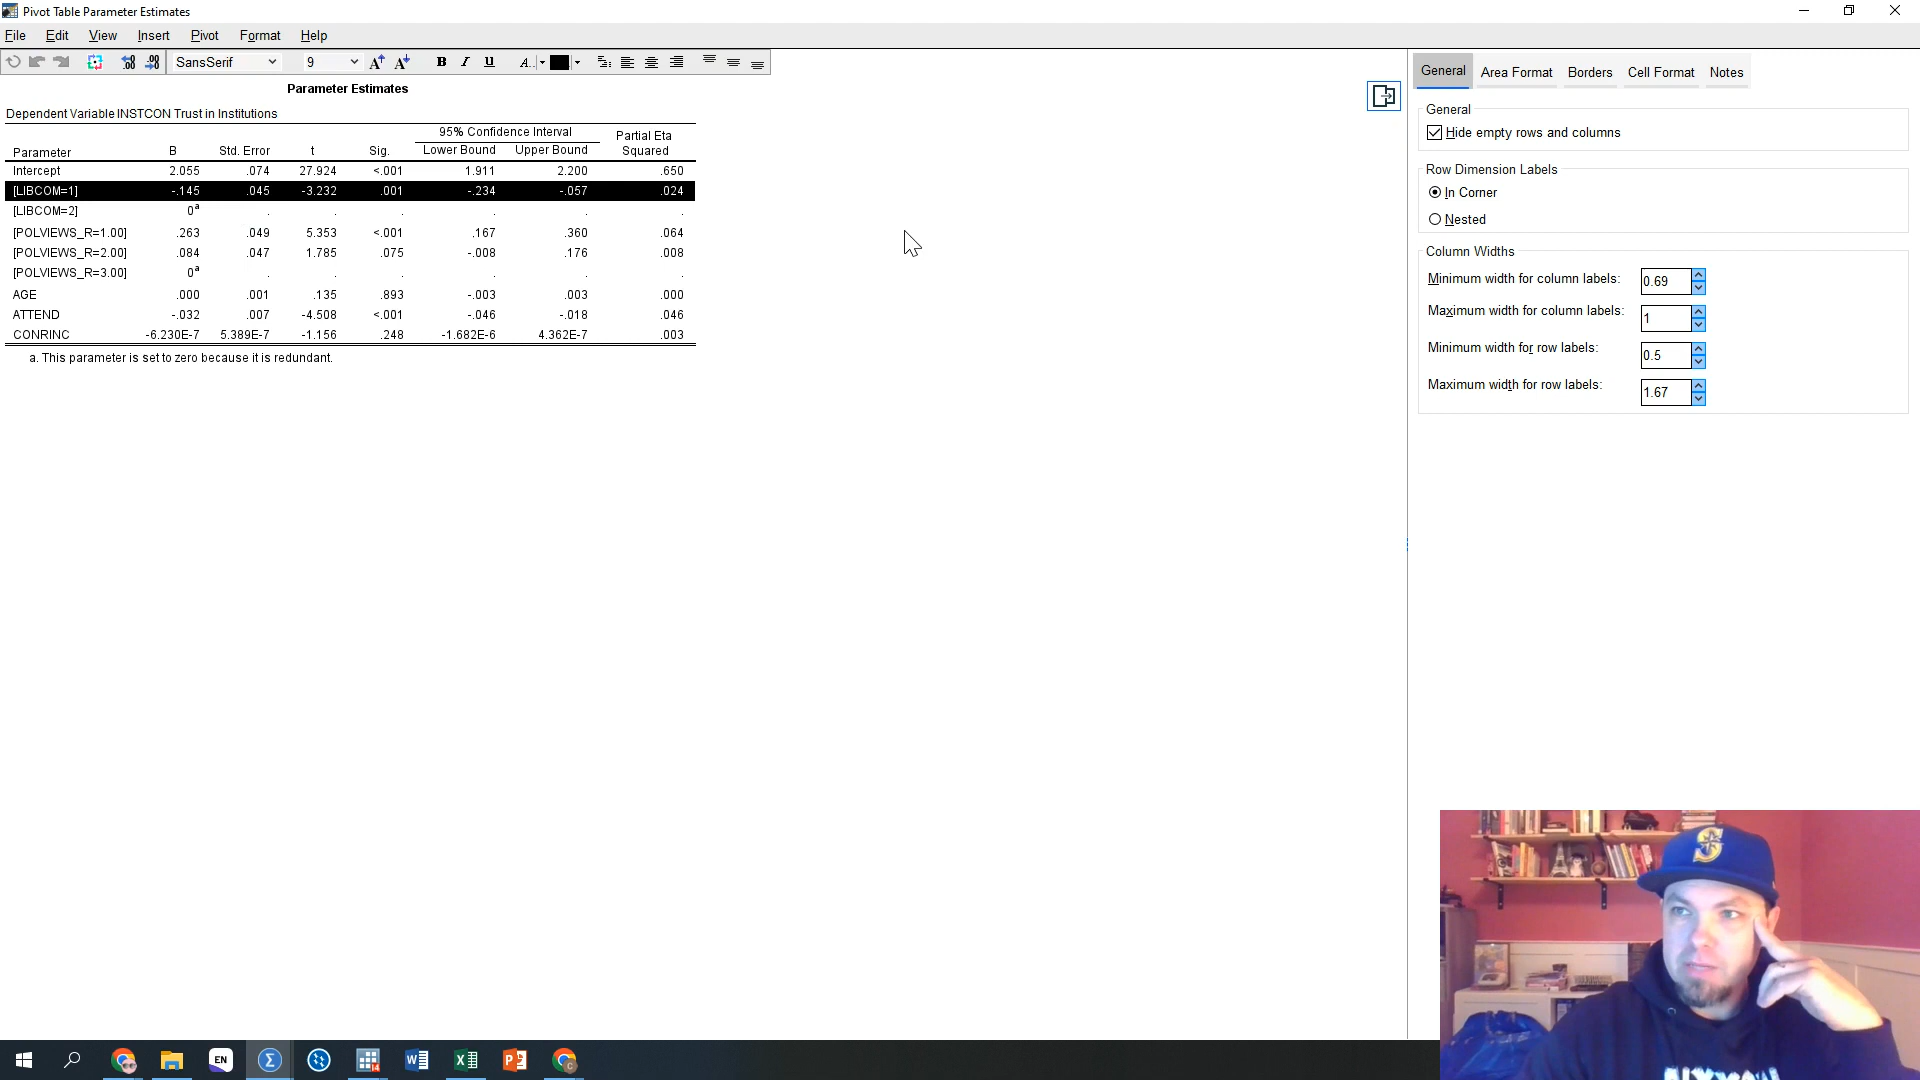 Pivot Table Parameter Estimates
File Edit View Insert Pivot Format Help
SansSerif 9 B I U A..
Parameter Estimates
Dependent Variable INSTCON Trust in Institutions
95% Confidence Interval Partial Eta
Parameter B Std. Error t Sig. Lower Bound Upper Bound Squared
Intercept 2.055 .074 27.924 <.001 1.911 2.200 .650
[LIBCOM=1] -.145 .045 -3.232 .001 -.234 -.057 .024
[LIBCOM=2] 0a . . . . . .
[POLVIEWS_R=1.00] .263 .049 5.353 <.001 .167 .360 .064
[POLVIEWS_R=2.00] .084 .047 1.785 .075 -.008 .176 .008
[POLVIEWS_R=3.00] 0a . . . . . .
AGE .000 .001 .135 .893 -.003 .003 .000
ATTEND -.032 .007 -4.508 <.001 -.046 -.018 .046
CONRINC -6.230E-7 5.389E-7 -1.156 .248 -1.682E-6 4.362E-7 .003
a. This parameter is set to zero because it is redundant.
General Area Format Borders Cell Format Notes
General
Hide empty rows and columns
Row Dimension Labels
In Corner
Nested
Column Widths
Minimum width for column labels: 0.69
Maximum width for column labels: 1
Minimum width for row labels: 0.5
Maximum width for row labels: 1.67
S
EN